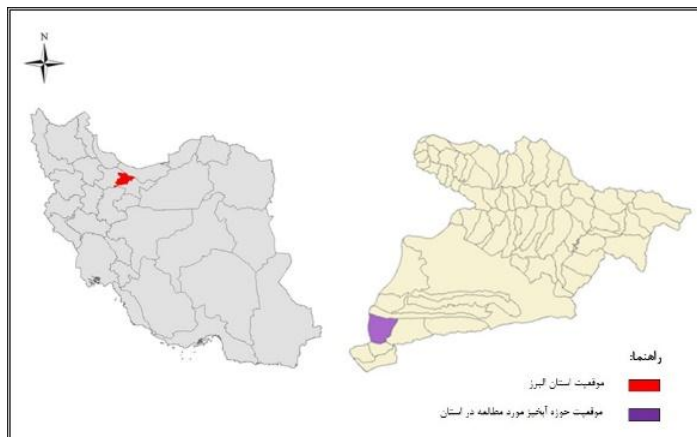 N
راهنما:
موقعیت استان البرز
موقعیت حوزه آبخیز مورد مطالعه در استان